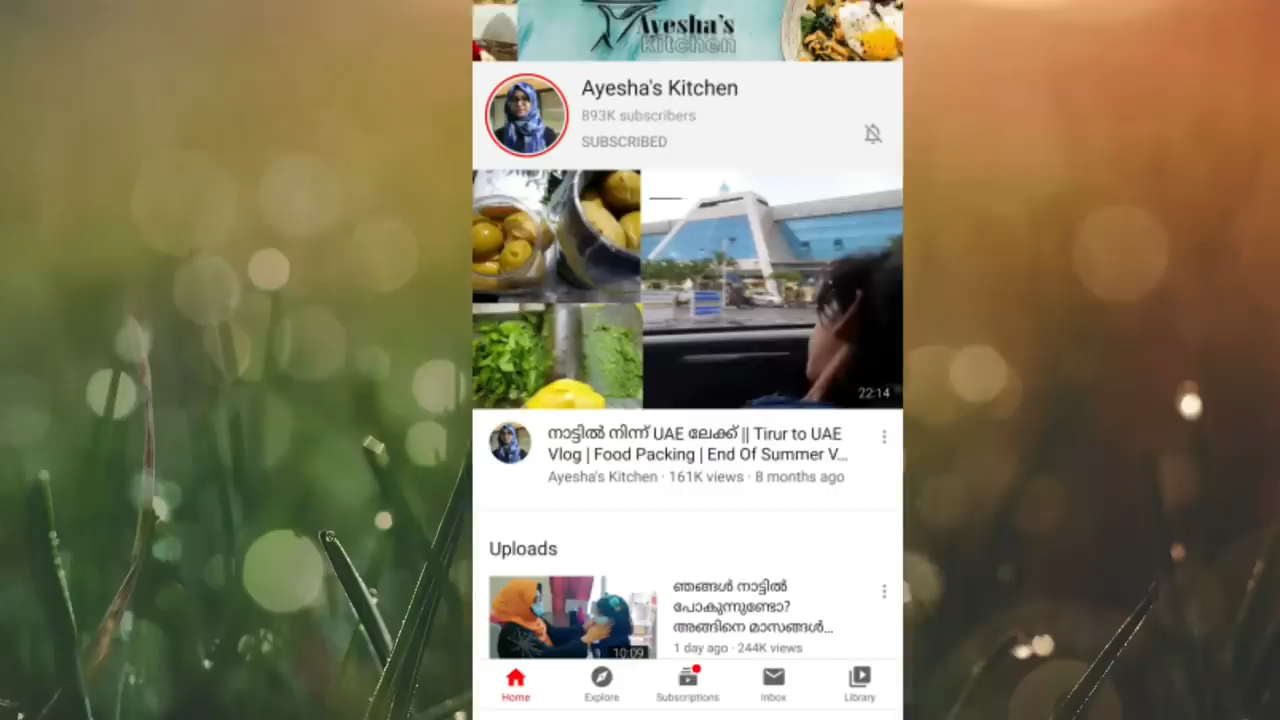 Ayesha's
kitchen
Ayesha's Kitchen
893K subscribers
SUBSCRIBED
22:14
നാട്ടിൽ നിന്ന് UAE ലേക്ക് || Tirur to UAE
Vlog | Food Packing | End Of Summer V...
Ayesha's Kitchen · 161K views · 8 months ago
Uploads
ഞങ്ങൾ നാട്ടിൽ
പോകുന്നുണ്ടോ?
അങ്ങിനെ മാസങ്ങൾ...
1 day ago · 244K views
10:09
Home
Explore
Subscriptions
Inbox
Library